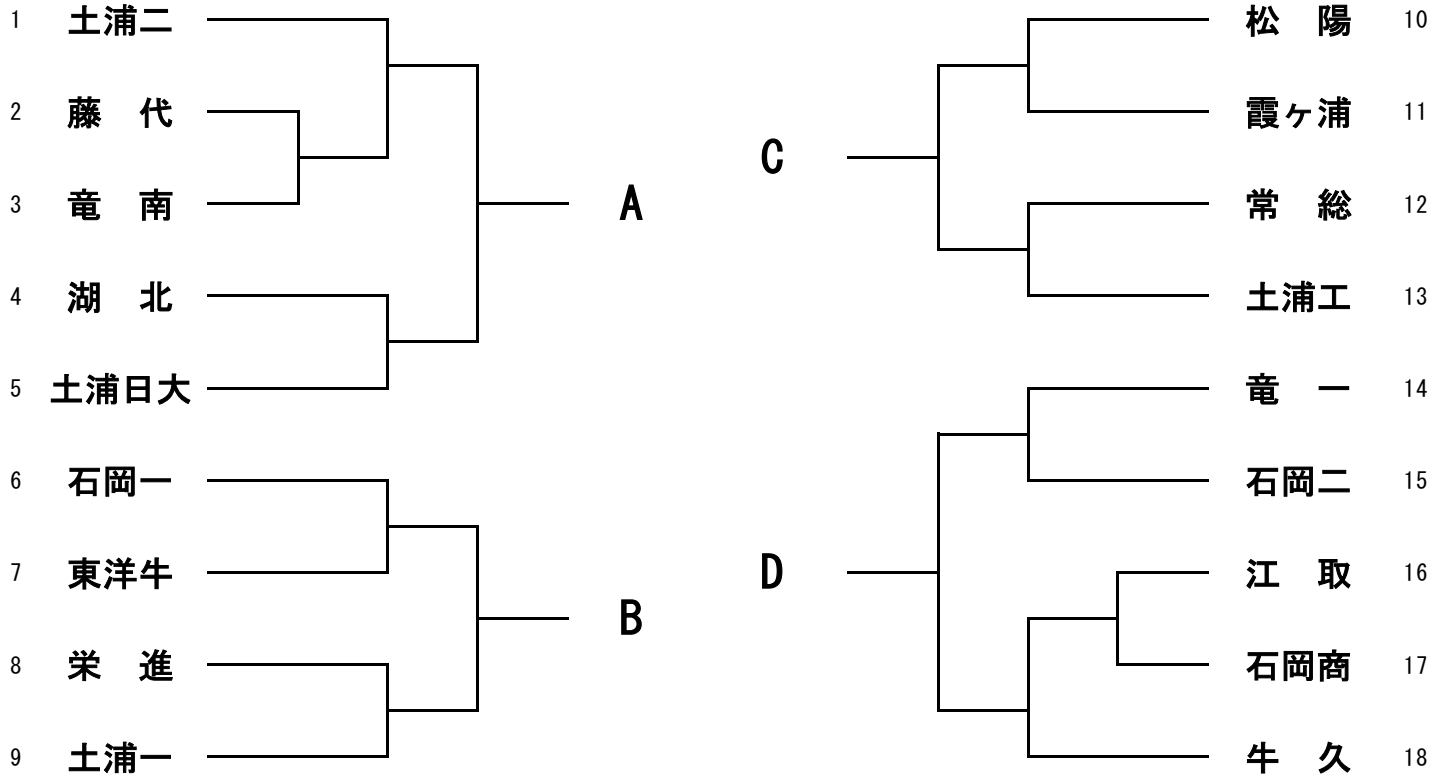 1 土浦二
2 藤　代
3 竜　南
A
4 湖　北
5 土浦日大
6 石岡一
7 東洋牛
B
8 栄　進
9 土浦一
松　陽 10
霞ヶ浦 11
C
常　総 12
土浦工 13
竜　一 14
石岡二 15
D
江　取 16
石岡商 17
牛　久 18